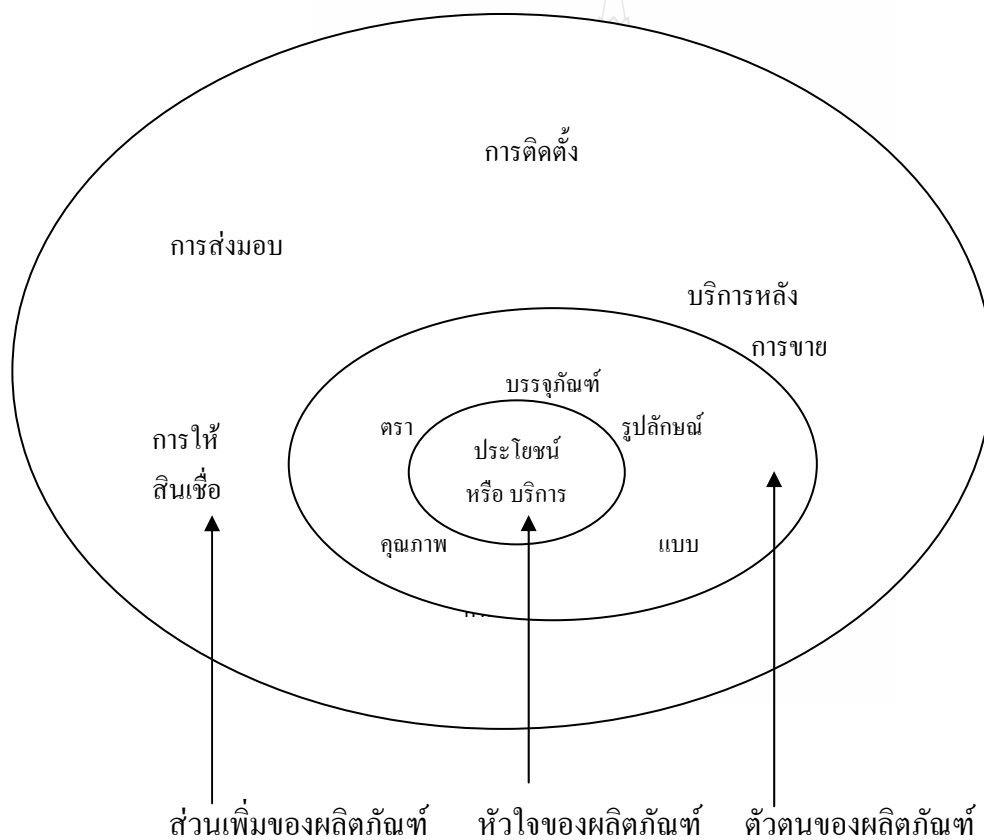 การติดตั้ง
การส่งมอบ
บริการหลัง
การขาย
บรรจุภัณฑ์
ตรา
รูปลักษณ์
การให้
สินเชื่อ
ประโยชน์
หรือ บริการ
คุณภาพ
แบบ
ส่วนเพิ่มของผลิตภัณฑ์ หัวใจของผลิตภัณฑ์ ตัวตนของผลิตภัณฑ์